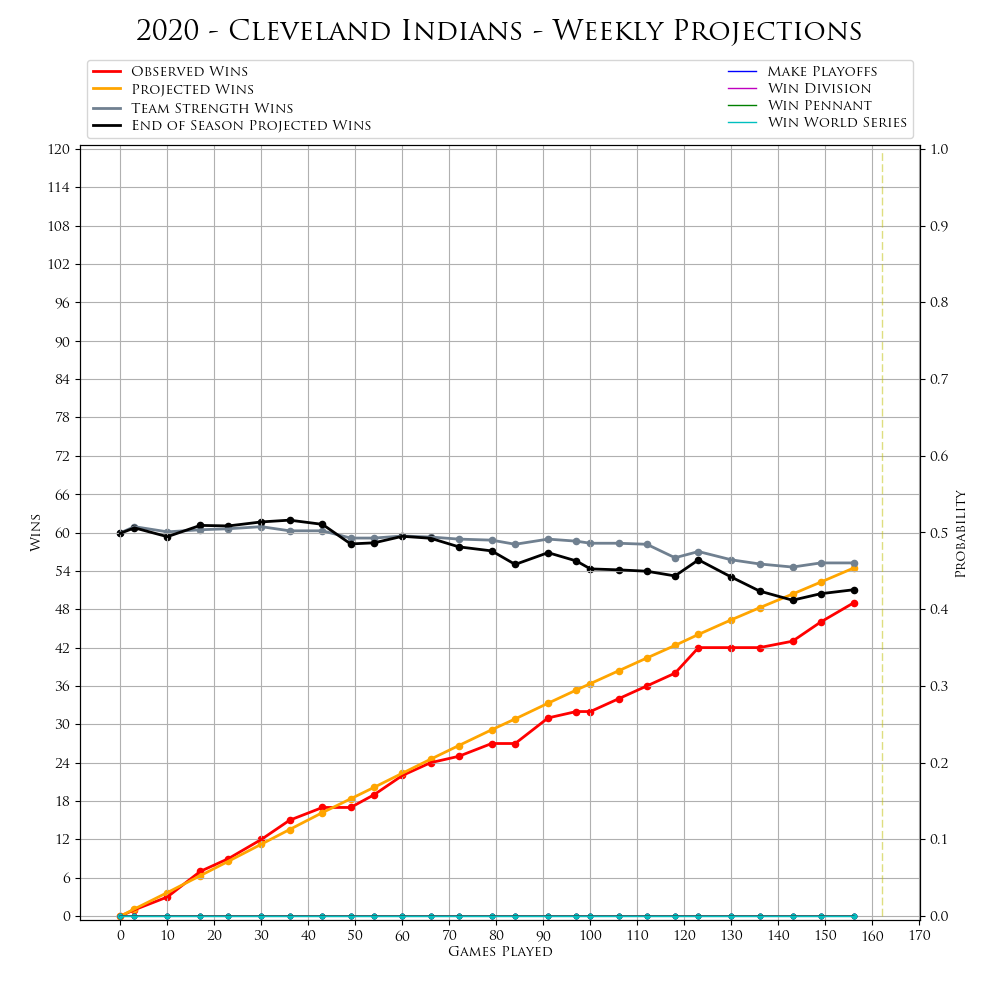 2020 - Cleveland Indians - Weekly Projections
Observed Wins
Projected Wins
Team Strength Wins
End of Season Projected Wins
Make Playoffs
Win Division
Win Pennant
Win World Series
120
114
108
102
96
90
84
78
72
66
60
54
48
42
36
30
24
18
12
6
0
Wins
1.0
0.9
0.8
0.7
0.6
0.5
0.4
0.3
0.2
0.1
0.0
Probability
0 10 20 30 40 50 60 70 80 90 100 110 120 130 140 150 160 170
Games Played